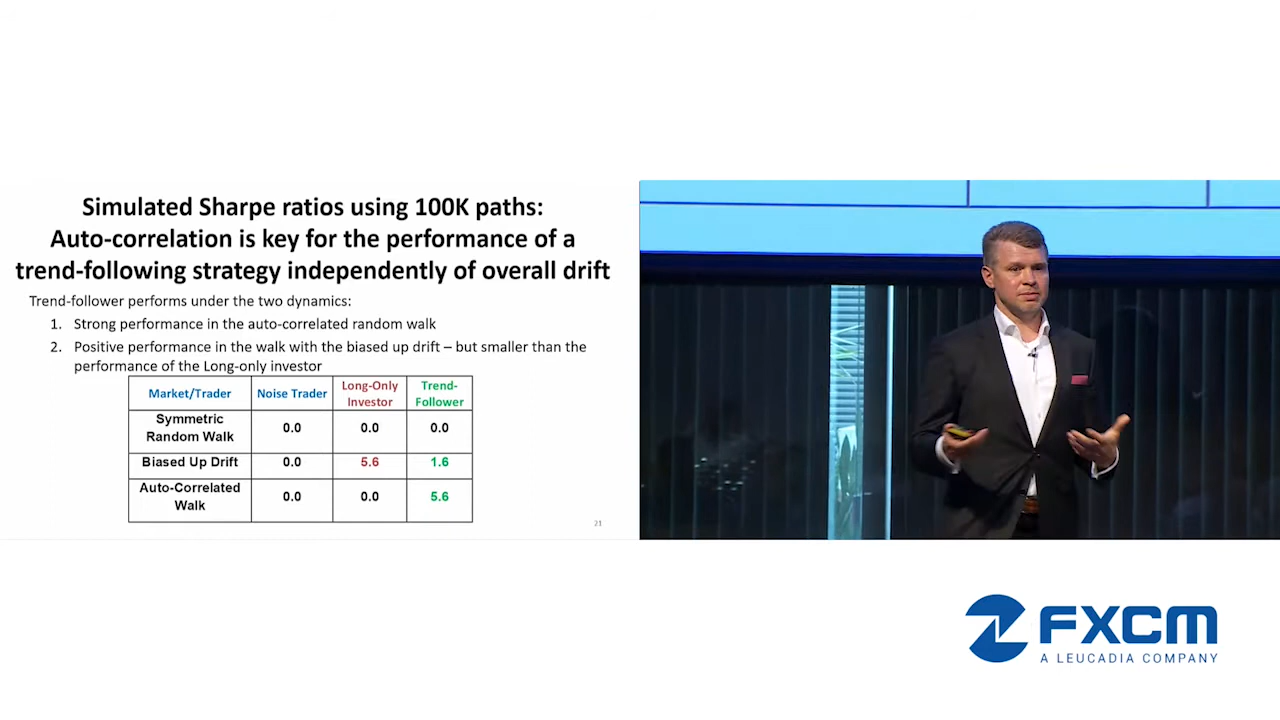 Simulated Sharpe ratios using 100K paths:
Auto-correlation is key for the performance of a
trend-following strategy independently of overall drift
Trend-follower performs under the two dynamics:
1. Strong performance in the auto-correlated random walk
2. Positive performance in the walk with the biased up drift – but smaller than the
performance of the Long-only investor
Market/Trader Noise Trader Long-Only Investor Trend-Follower
Symmetric Random Walk 0.0 0.0 0.0
Biased Up Drift 0.0 5.6 1.6
Auto-Correlated Walk 0.0 0.0 5.6
21
FXCM
A LEUCADIA COMPANY